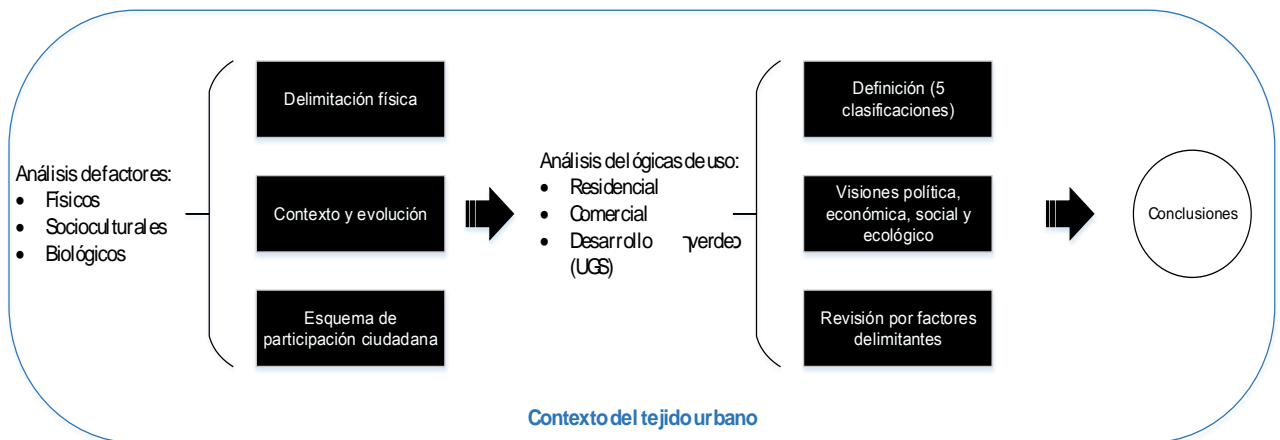 Análisis de factores:
• Físicos
• Socioculturales
• Biológicos
Delimitación física
Contexto y evolución
Esquema de
participación ciudadana
Análisis de lógicas de uso:
• Residencial
• Comercial
• Desarrollo verde
(UGS)
Definición (5
clasificaciones)
Visiones política,
económica, social y
ecológico
Revisión por factores
delimitantes
Conclusiones
Contexto del tejido urbano